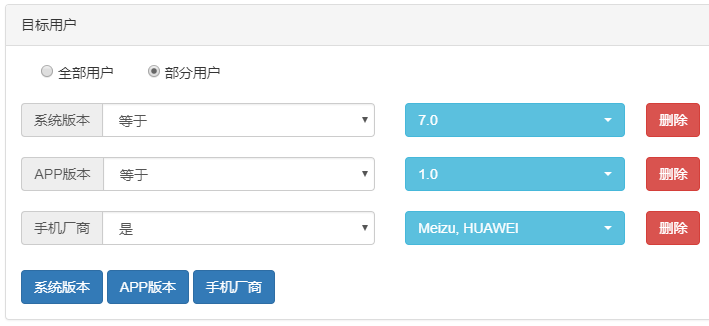 目标用户
全部用户 部分用户
系统版本 等于 7.0 删除
APP版本 等于 1.0 删除
手机厂商 是 Meizu, HUAWEI 删除
系统版本 APP版本 手机厂商